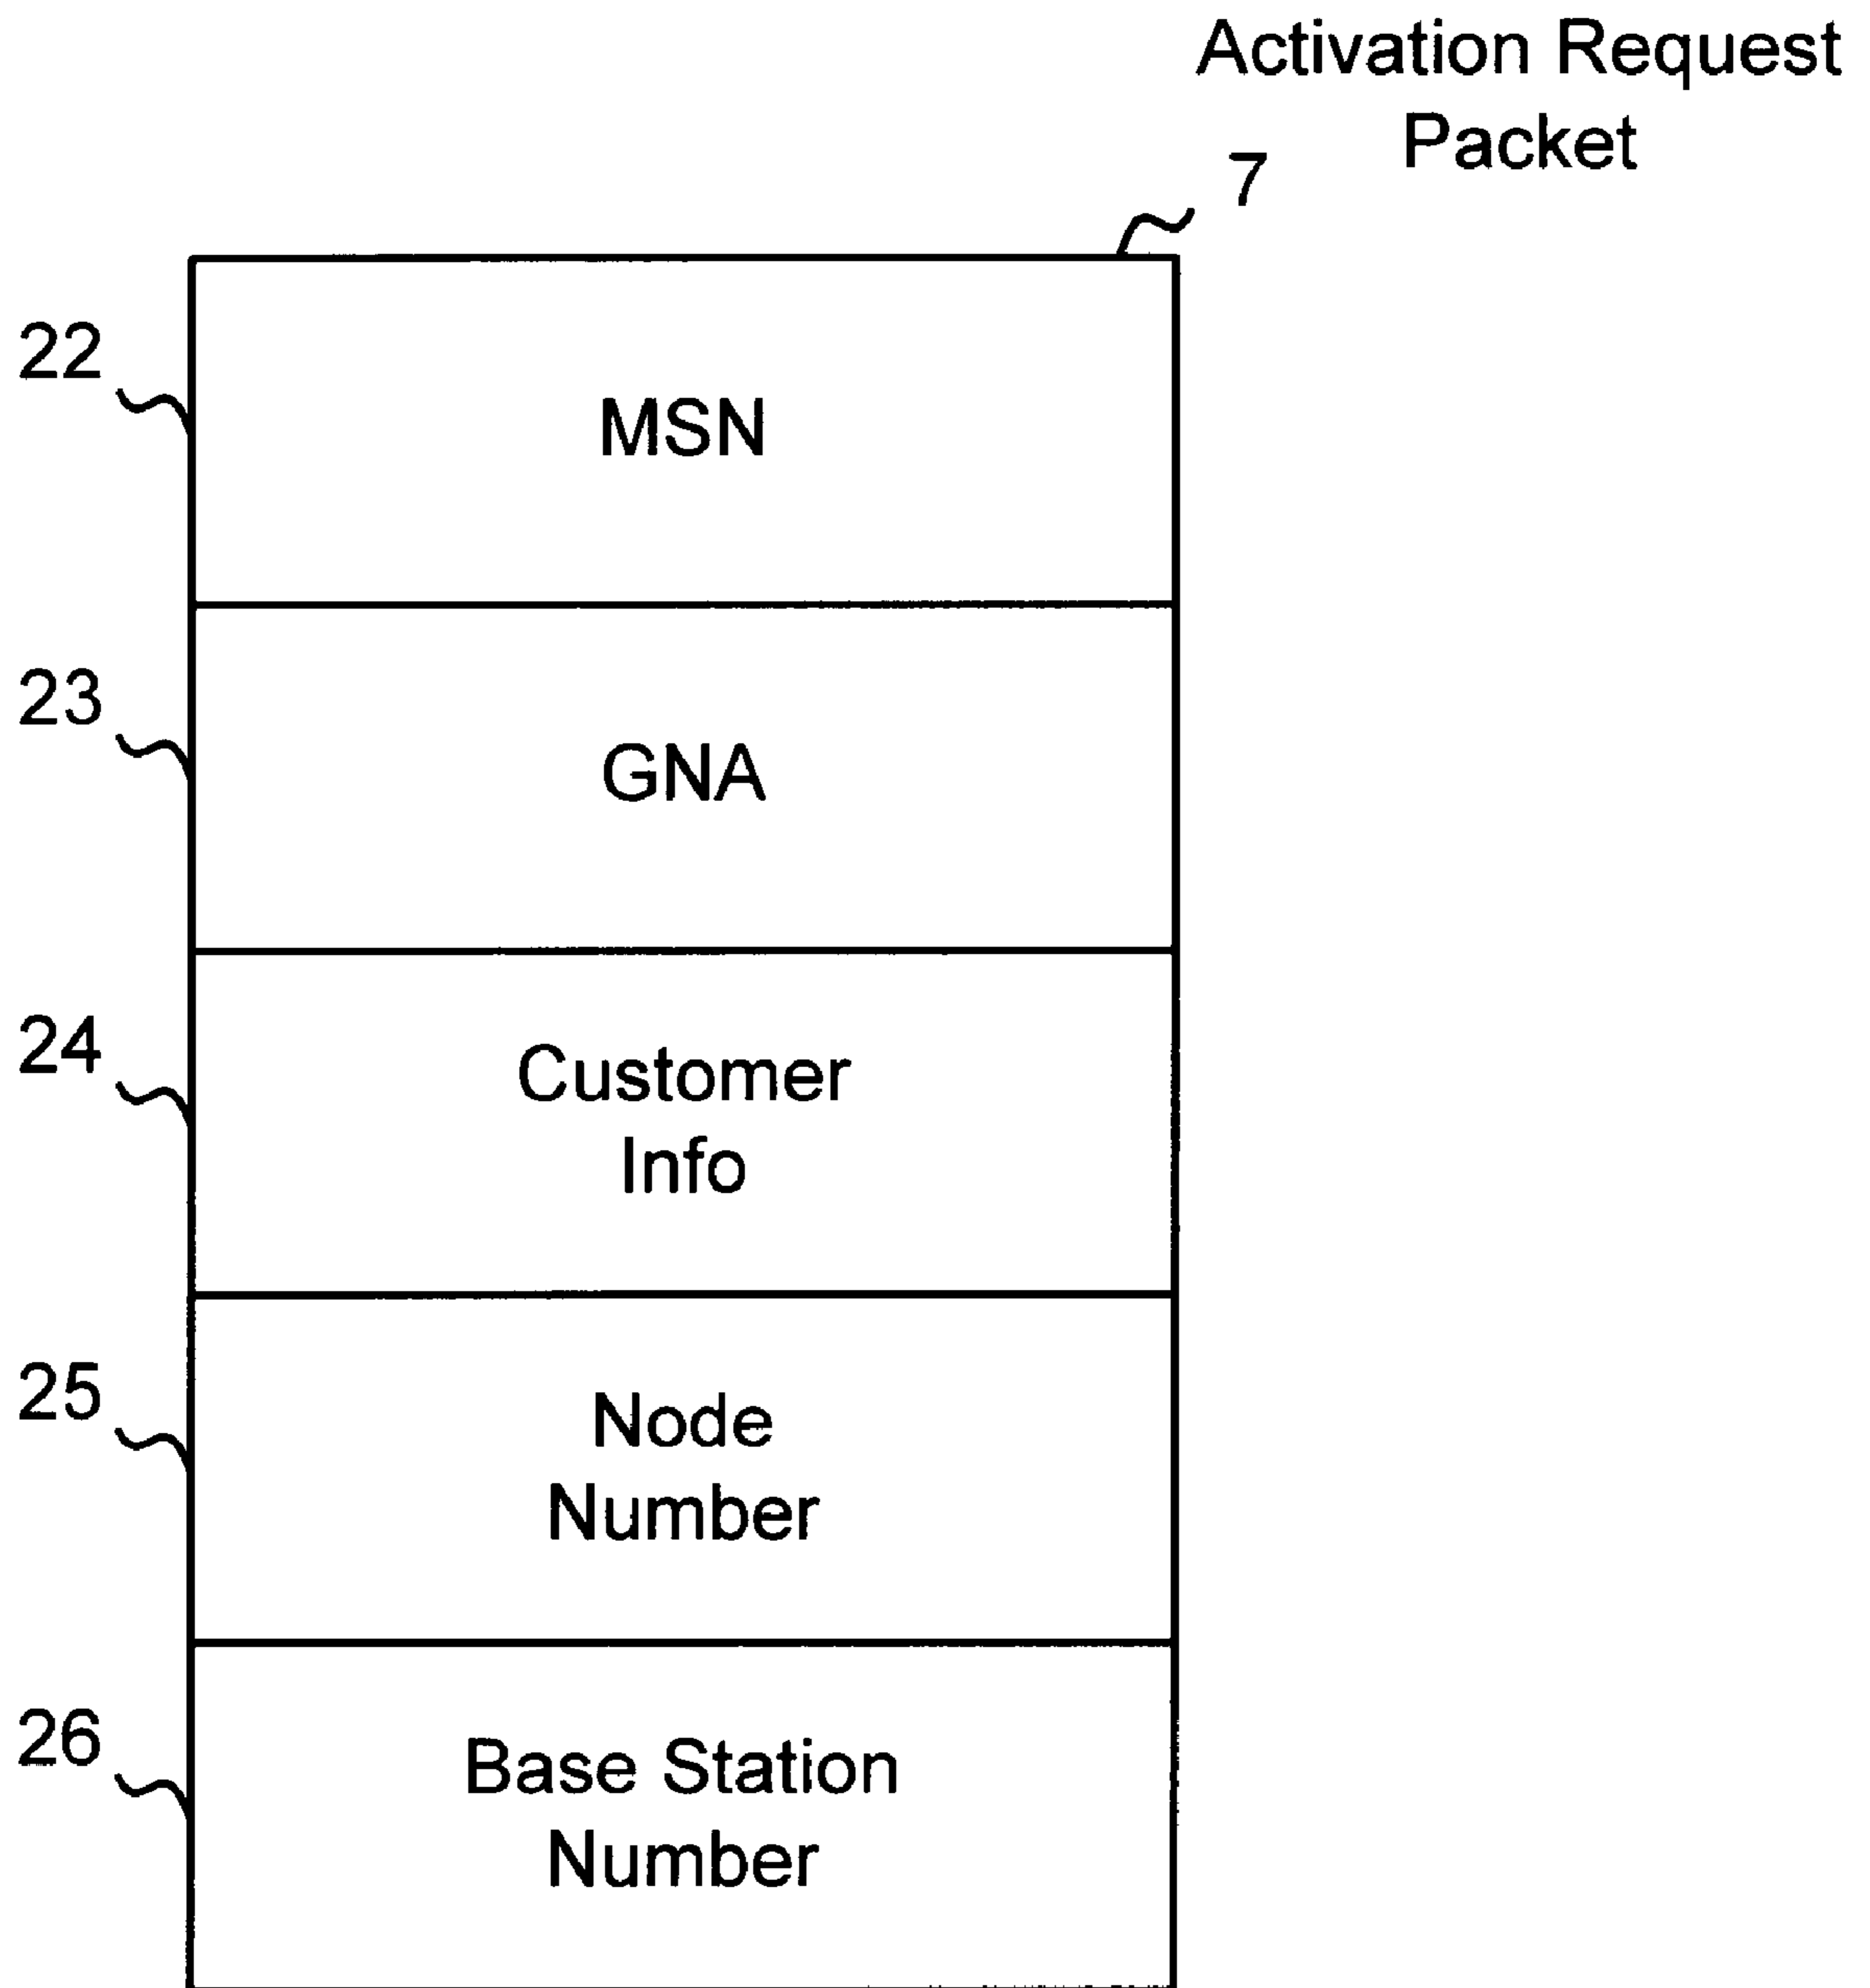 Activation Request
Packet
7
22
MSN
23
GNA
24
Customer
Info
25
Node
Number
26
Base Station
Number